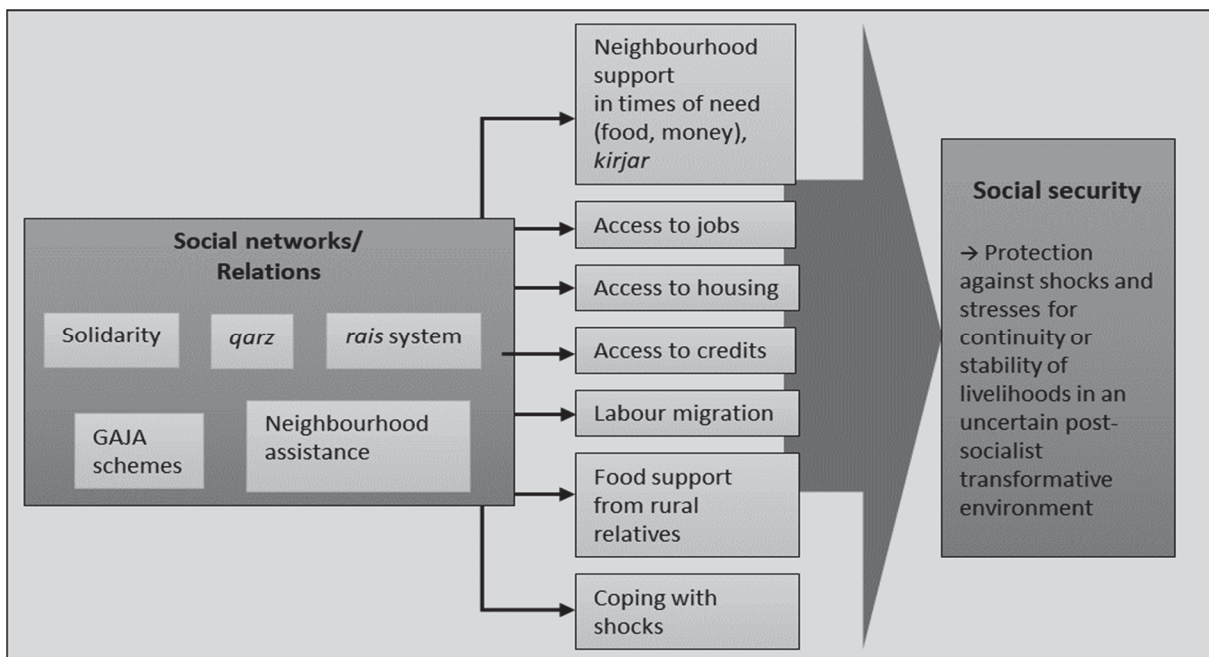 Social networks/
Relations
Solidarity
qarz
rais system
GAJA
schemes
Neighbourhood
assistance
Neighbourhood
support
in times of need
(food, money),
kirjar
Access to jobs
Access to housing
Access to credits
Labour migration
Food support
from rural
relatives
Coping with
shocks
Social security
→ Protection
against shocks and
stresses for
continuity or
stability of
livelihoods in an
uncertain post-
socialist
transformative
environment